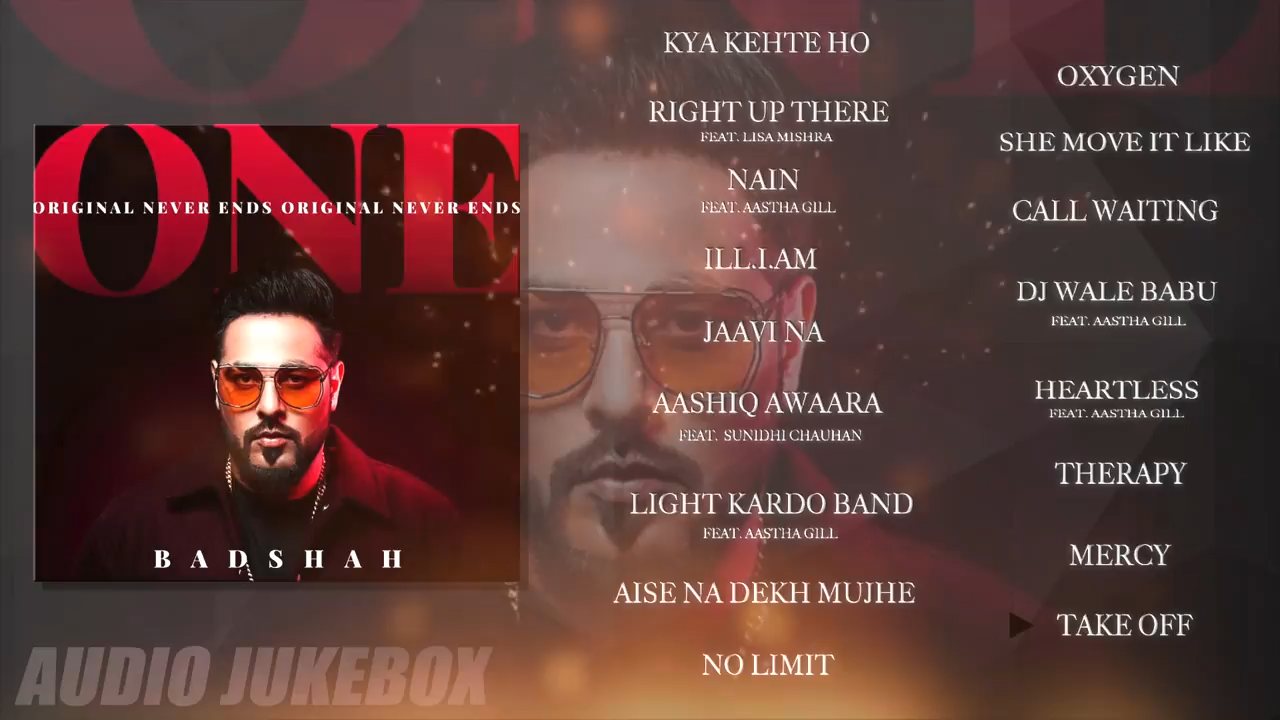 ONE
ORIGINAL NEVER ENDS ORIGINAL NEVER ENDS
BADSHAH
AUDIO JUKEBOX
KYA KEHTE HO
RIGHT UP THERE
FEAT. LISA MISHRA
NAIN
FEAT. AASTHA GILL
ILL.I.AM
JAAVI NA
AASHIQ AWAARA
FEAT. SUNIDHI CHAUHAN
LIGHT KARDO BAND
FEAT. AASTHA GILL
AISE NA DEKH MUJHE
NO LIMIT
OXYGEN
SHE MOVE IT LIKE
CALL WAITING
DJ WALE BABU
FEAT. AASTHA GILL
HEARTLESS
FEAT. AASTHA GILL
THERAPY
MERCY
TAKE OFF